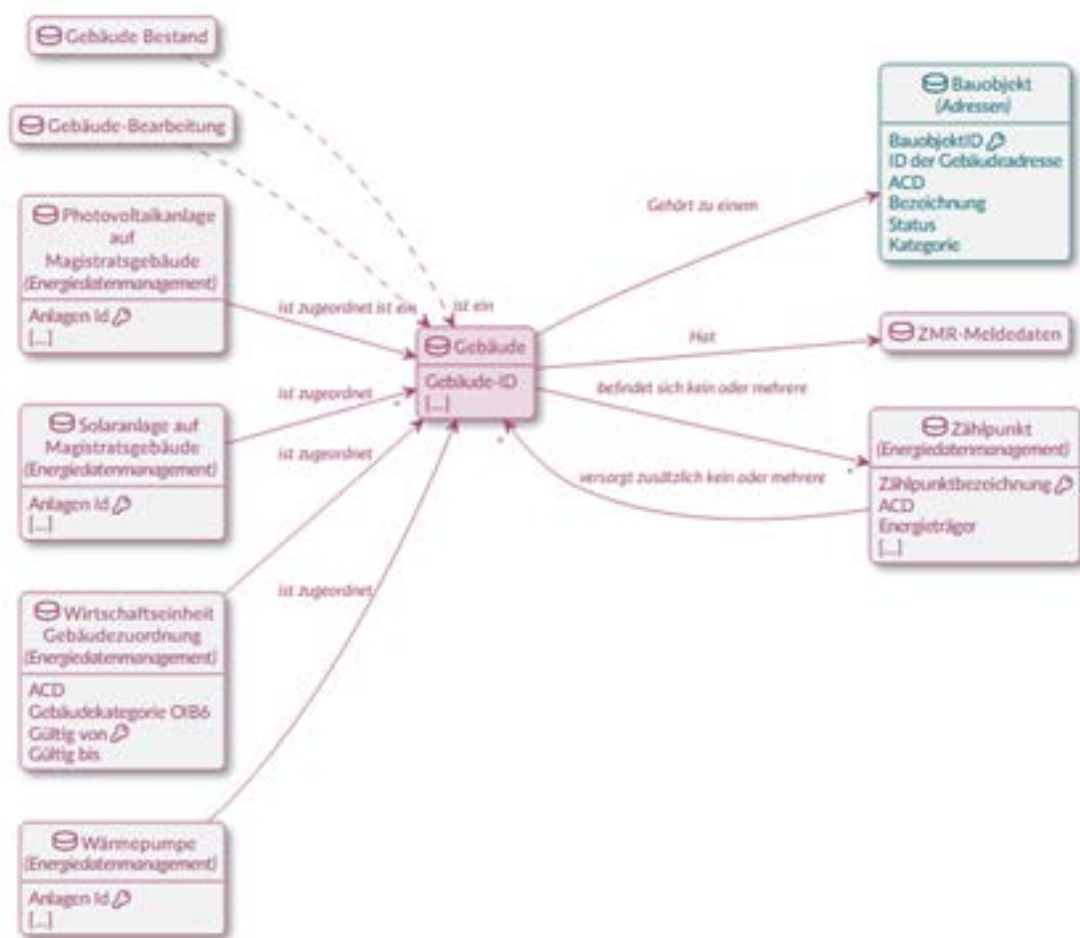 Gebäude Bestand
Gebäude-Bearbeitung
Photovoltaikanlage
auf
Magistratsgebäude
(Energiedatenmanagement)
Anlagen Id
[...]
Solaranlage auf
Magistratsgebäude
(Energiedatenmanagement)
Anlagen Id
[...]
Wirtschaftseinheit
Gebäudezuordnung
(Energiedatenmanagement)
ACD
Gebäudekategorie OIB6
Gültig von
Gültig bis
Wärmepumpe
(Energiedatenmanagement)
Anlagen Id
[...]
ist zugeordnet
ist ein
ist ein
ist zugeordnet
*
ist zugeordnet
ist zugeordnet
Gebäude
Gebäude-ID
[...]
Gehört zu einem
Hat
befindet sich kein oder mehrere
*
versorgt zusätzlich kein oder mehrere
*
Bauobjekt
(Adressen)
BauobjektID
ID der Gebäudeadresse
ACD
Bezeichnung
Status
Kategorie
ZMR-Meldedaten
Zählpunkt
(Energiedatenmanagement)
Zählpunktbezeichnung
ACD
Energieträger
[...]